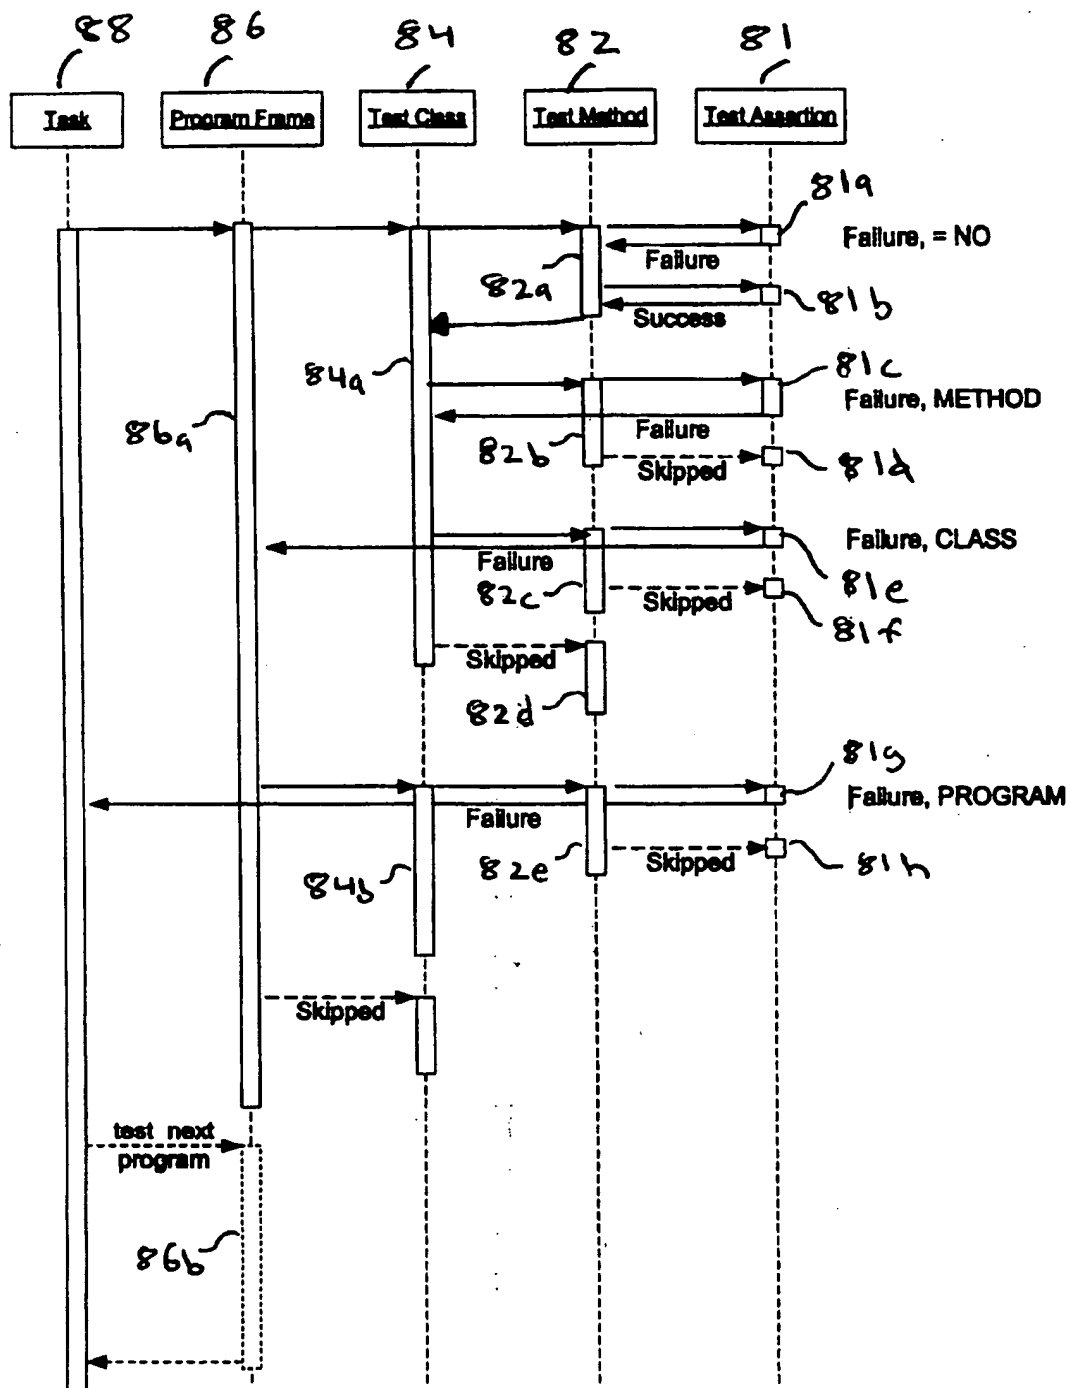 88 86 84 82 81
Task Program Frame Test Class Test Method Test Assertion
81a
Failure, = NO
Failure
82a
81b
Success
84a
81c
Failure, METHOD
86a
Failure
82b
Skipped
81d
Failure, CLASS
Failure
81e
82c
Skipped
81f
Skipped
82d
81g
Failure, PROGRAM
Failure
82e
Skipped
81h
84b
Skipped
test next
program
86b